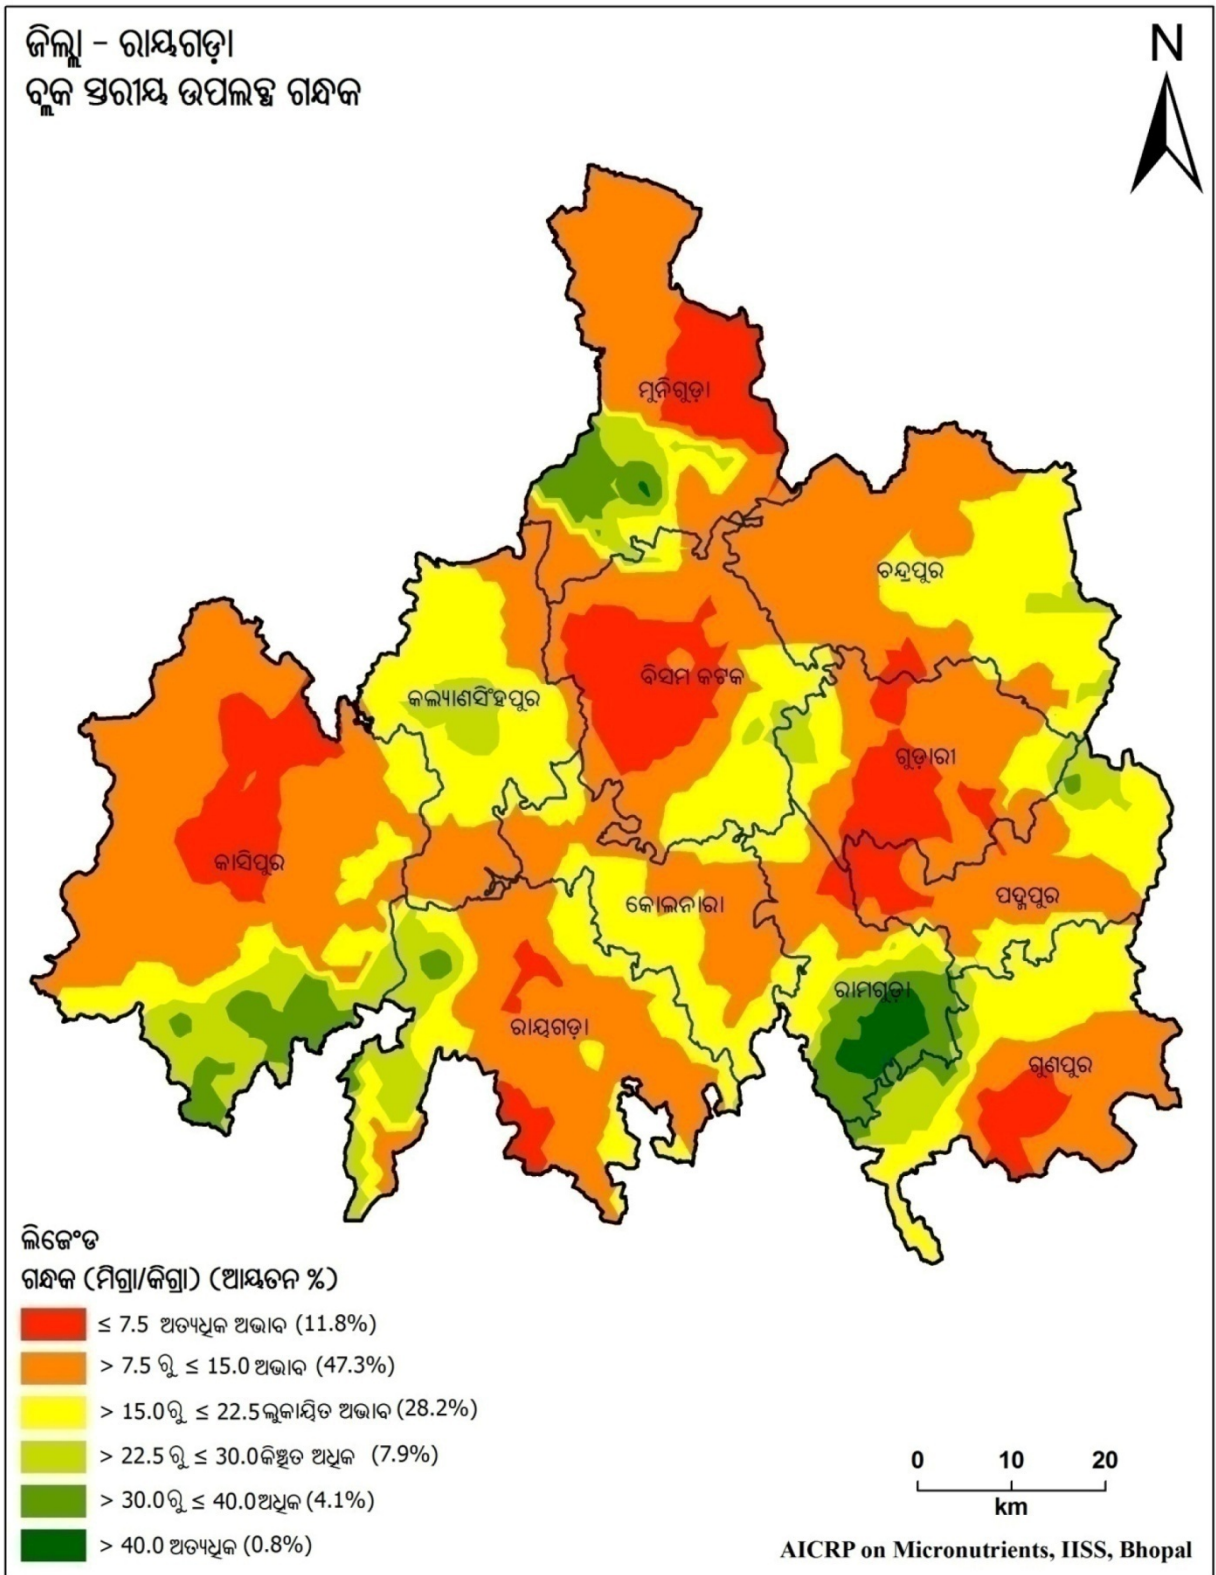 ଜିଲ୍ଲା - ରାୟଗଡ଼ା
ବ୍ଲକ ସ୍ତରୀୟ ଉପଲବ୍ଧ ଗନ୍ଧକ
N
ମୁନିଗୁଡ଼ା
ଚନ୍ଦ୍ରପୁର
ବିସମ କଟକ
କଲ୍ୟାଣସିଂହପୁର
ଗୁଡ଼ାରୀ
କାସିପୁର
ପଦ୍ମପୁର
କୋଲନାରା
ରାମଗୁଡ଼ା
ରାୟଗଡ଼ା
ଗୁଣପୁର
ଲିଜେଂଡ
ଗନ୍ଧକ (ମିଗ୍ରା/କିଗ୍ରା) (ଆୟତନ %)
≤ 7.5 ଅତ୍ୟଧିକ ଅଭାବ (11.8%)
> 7.5 ରୁ ≤ 15.0 ଅଭାବ (47.3%)
> 15.0 ରୁ ≤ 22.5 ଲୁକାୟିତ ଅଭାବ (28.2%)
> 22.5 ରୁ ≤ 30.0 କିଞ୍ଚିତ ଅଧିକ (7.9%)
> 30.0 ରୁ ≤ 40.0 ଅଧିକ (4.1%)
> 40.0 ଅତ୍ୟଧିକ (0.8%)
0 10 20
km
AICRP on Micronutrients, IISS, Bhopal